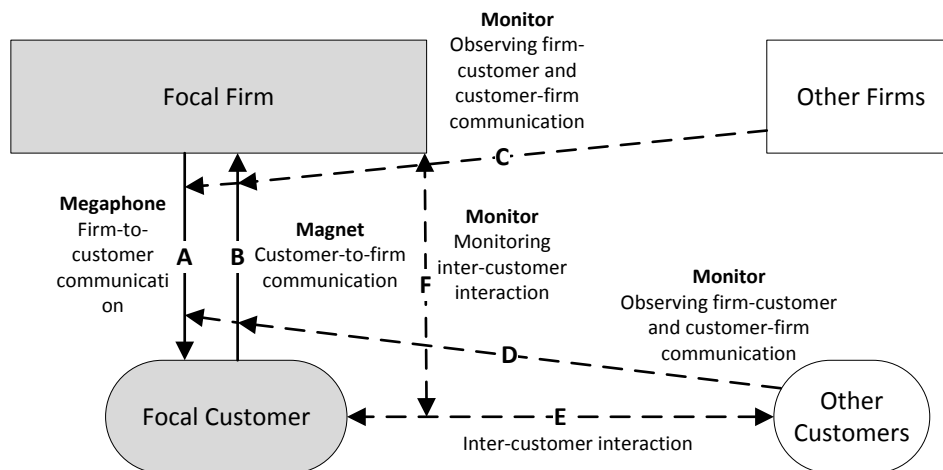 Monitor
Observing firm-
customer and
customer-firm
communication
Focal Firm
Other Firms
C
Megaphone
Firm-to-
customer
communicati
on
A
B
Magnet
Customer-to-firm
communication
Monitor
Monitoring
inter-customer
interaction
F
Monitor
Observing firm-customer
and customer-firm
communication
D
Focal Customer
E
Inter-customer interaction
Other
Customers